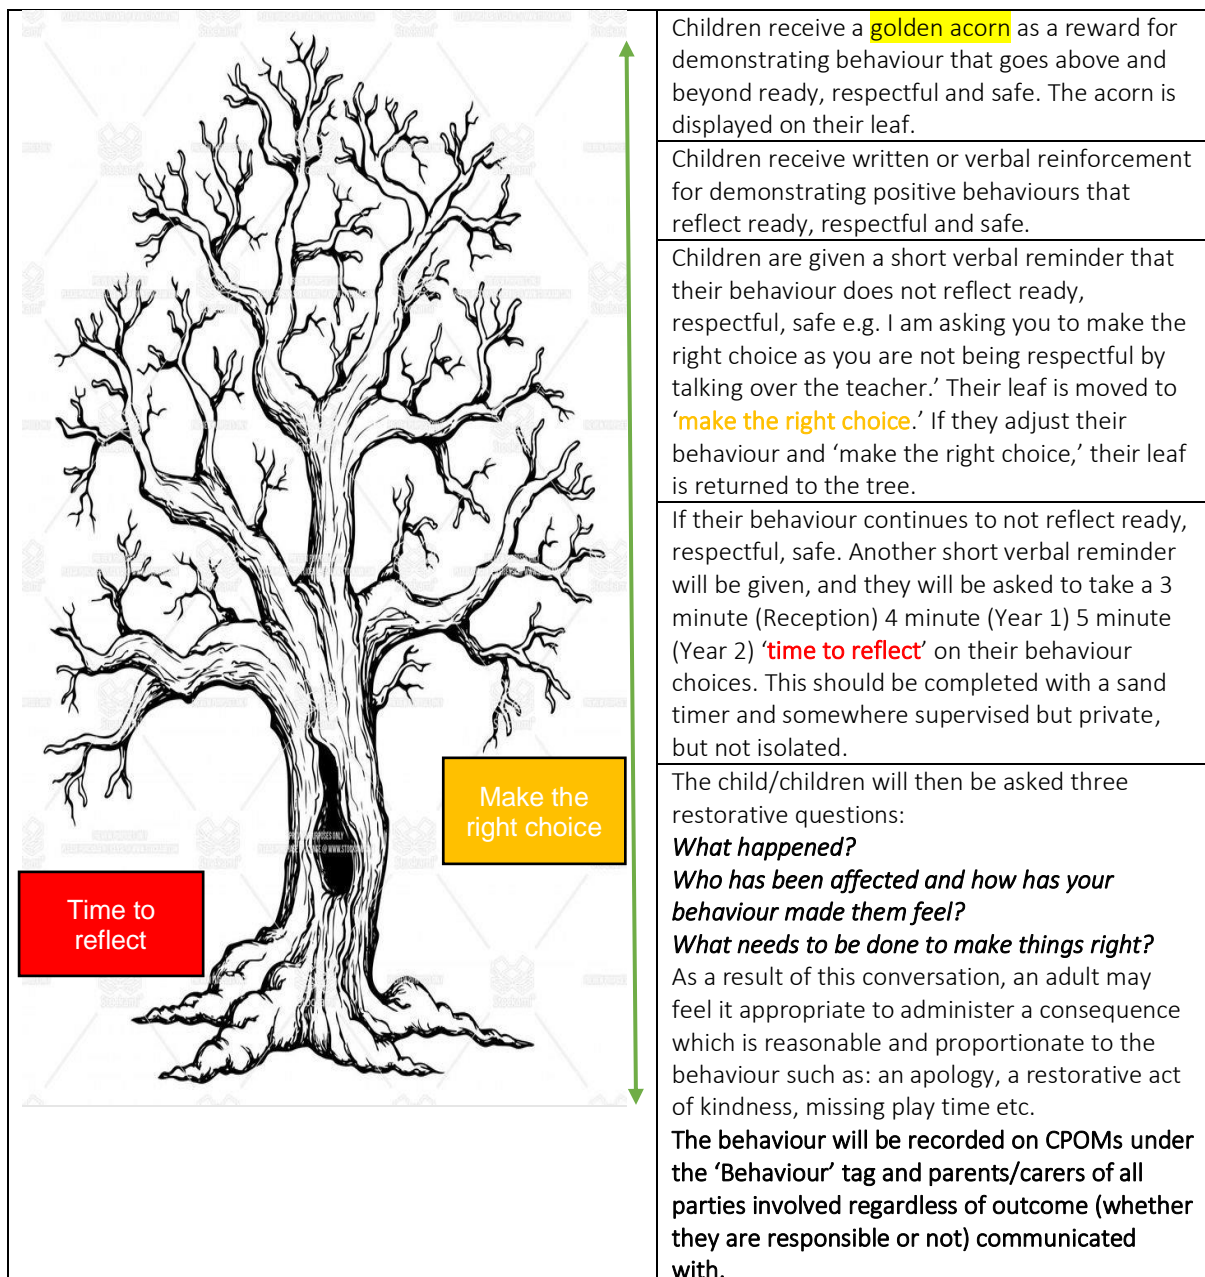 Children receive a golden acorn as a reward for
demonstrating behaviour that goes above and
beyond ready, respectful and safe. The acorn is
displayed on their leaf.
Children receive written or verbal reinforcement
for demonstrating positive behaviours that
reflect ready, respectful and safe.
Children are given a short verbal reminder that
their behaviour does not reflect ready,
respectful, safe e.g. I am asking you to make the
right choice as you are not being respectful by
talking over the teacher.’ Their leaf is moved to
‘make the right choice.’ If they adjust their
behaviour and ‘make the right choice,’ their leaf
is returned to the tree.
If their behaviour continues to not reflect ready,
respectful, safe. Another short verbal reminder
will be given, and they will be asked to take a 3
minute (Reception) 4 minute (Year 1) 5 minute
(Year 2) ‘time to reflect’ on their behaviour
choices. This should be completed with a sand
timer and somewhere supervised but private,
but not isolated.
Make the
right choice
Time to
reflect
The child/children will then be asked three
restorative questions:
What happened?
Who has been affected and how has your
behaviour made them feel?
What needs to be done to make things right?
As a result of this conversation, an adult may
feel it appropriate to administer a consequence
which is reasonable and proportionate to the
behaviour such as: an apology, a restorative act
of kindness, missing play time etc.
The behaviour will be recorded on CPOMs under
the ‘Behaviour’ tag and parents/carers of all
parties involved regardless of outcome (whether
they are responsible or not) communicated
with.